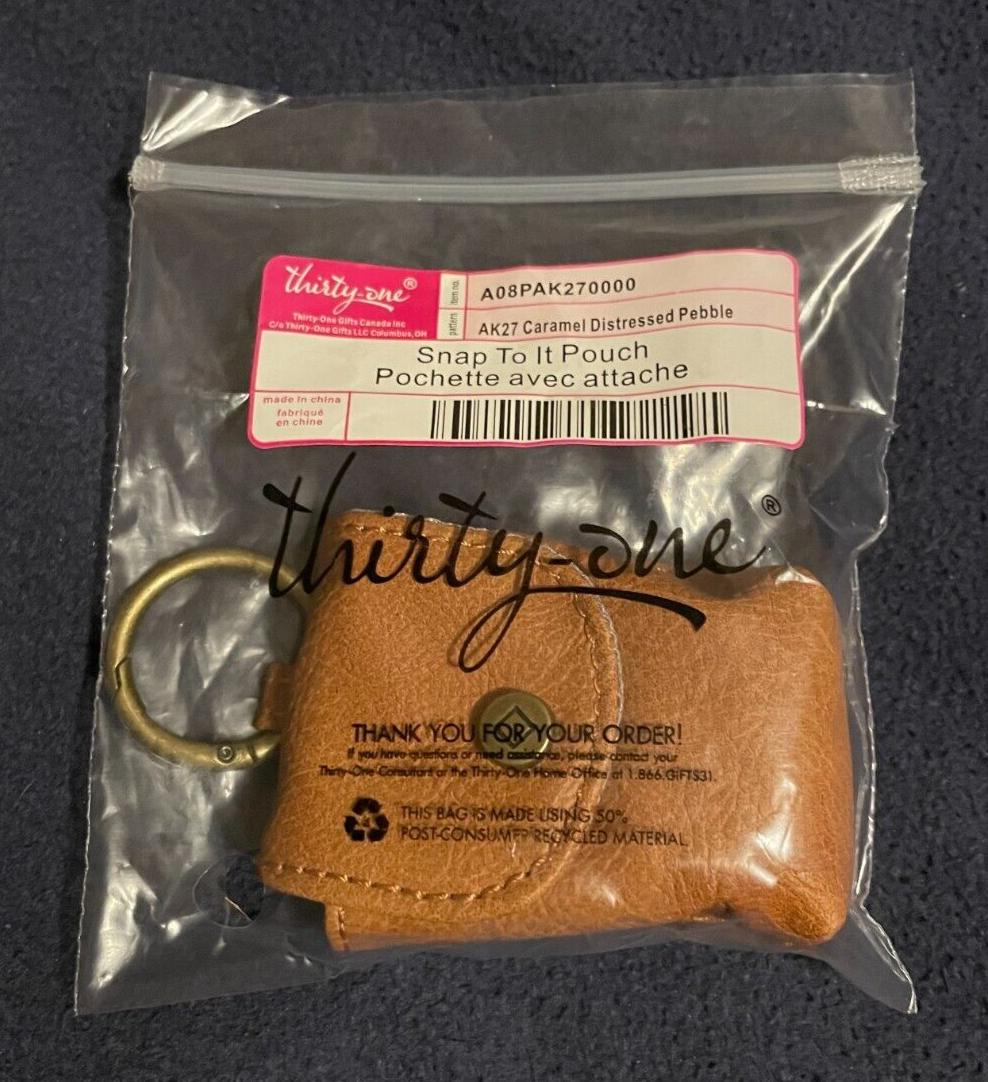 thirty-one®
Thirty-One Gifts Canada Inc
C/o Thirty-One Gifts LLC Columbus, OH
item no.
A08PAK270000
pattern
AK27 Caramel Distressed Pebble
Snap To It Pouch
Pochette avec attache
made in china
fabriqué
en chine
thirty-one®
THANK YOU FOR YOUR ORDER!
If you have questions or need assistance, please contact your
Thirty-One Consultant or the Thirty-One Home Office at 1.866.GIFTS31.
THIS BAG IS MADE USING 50%
POST-CONSUMER RECYCLED MATERIAL.